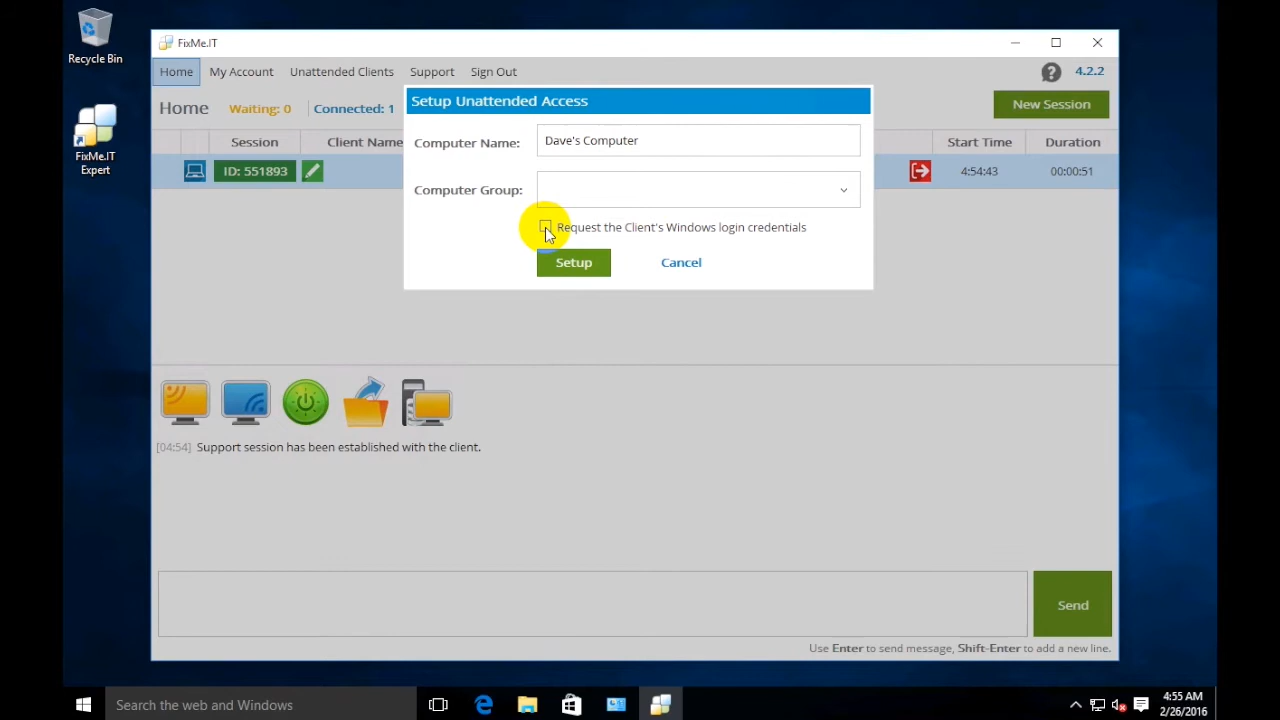 Recycle Bin
FixMe.IT
Expert
FixMe.IT
Home My Account Unattended Clients Support Sign Out 4.2.2
Home Waiting: 0 Connected: 1 New Session
Session Client Name Start Time Duration
ID: 551893 4:54:43 00:00:51
Setup Unattended Access
Computer Name: Dave's Computer
Computer Group:
Request the Client's Windows login credentials
Setup Cancel
[04:54] Support session has been established with the client.
Send
Use Enter to send message, Shift-Enter to add a new line.
Search the web and Windows
4:55 AM
2/26/2016